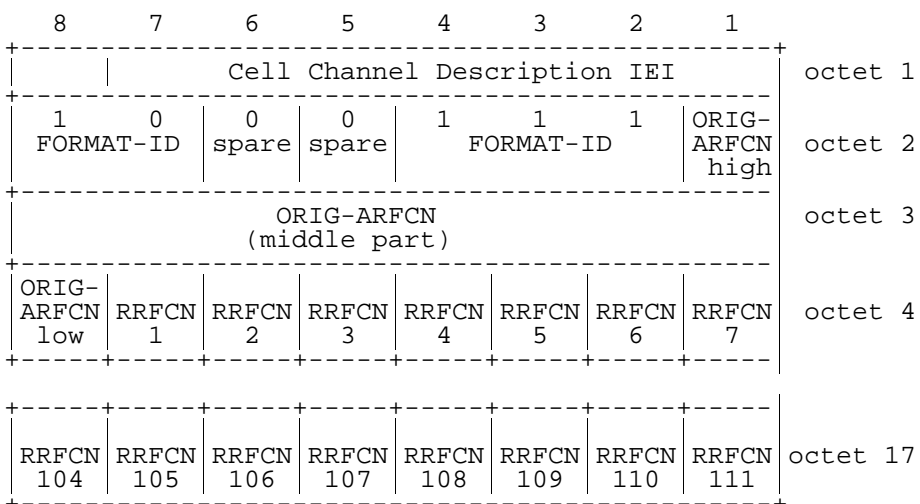 8 7 6 5 4 3 2 1
Cell Channel Description IEI octet 1
1 0 0 0 1 1 1 ORIG-
FORMAT-ID spare spare FORMAT-ID ARFCN octet 2
high
ORIG-ARFCN octet 3
(middle part)
ORIG-
ARFCN RRFCN RRFCN RRFCN RRFCN RRFCN RRFCN RRFCN octet 4
low 1 2 3 4 5 6 7
RRFCN RRFCN RRFCN RRFCN RRFCN RRFCN RRFCN RRFCN octet 17
104 105 106 107 108 109 110 111